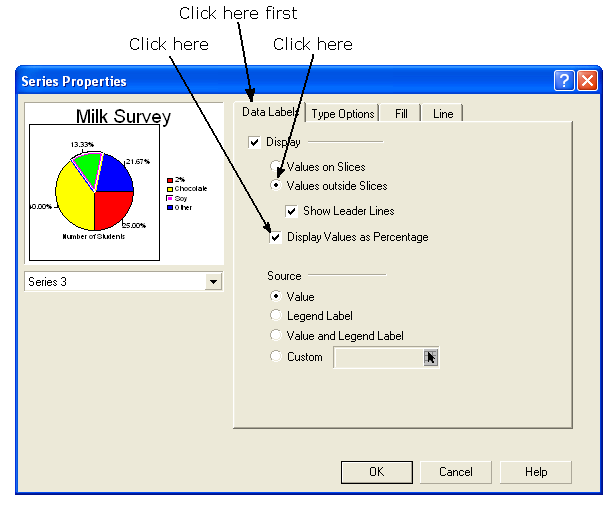 Click here first
Click here
Click here
Series Properties
Milk Survey
13.33%
21.67%
40.00%
25.00%
Number of Students
2%
Chocolate
Soy
Other
Series 3
Data Labels
Type Options
Fill
Line
Display
Values on Slices
Values outside Slices
Show Leader Lines
Display Values as Percentage
Source
Value
Legend Label
Value and Legend Label
Custom
OK
Cancel
Help